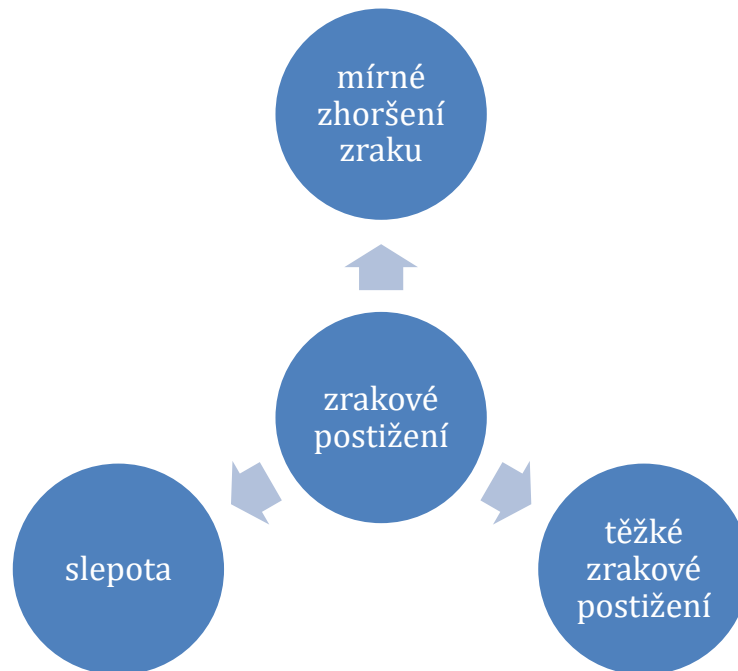 mírné
zhoršení
zraku
zrakové
postižení
slepota
těžké
zrakové
postižení